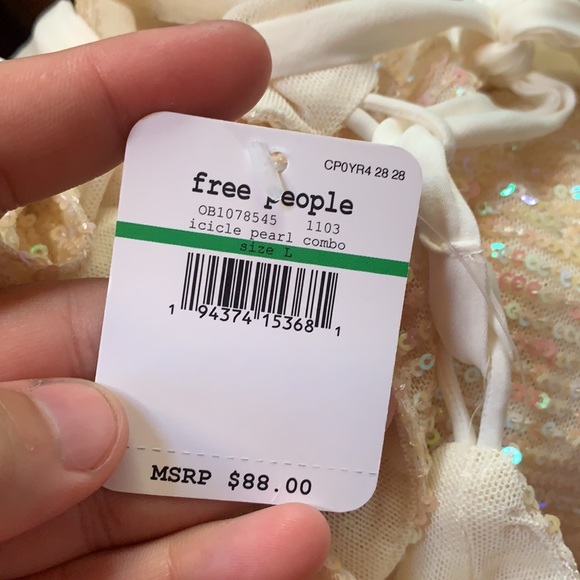 CP0YR4 28 28
free people
OB1078545 1103
icicle pearl combo
size L
1 94374 15368 1
MSRP $88.00